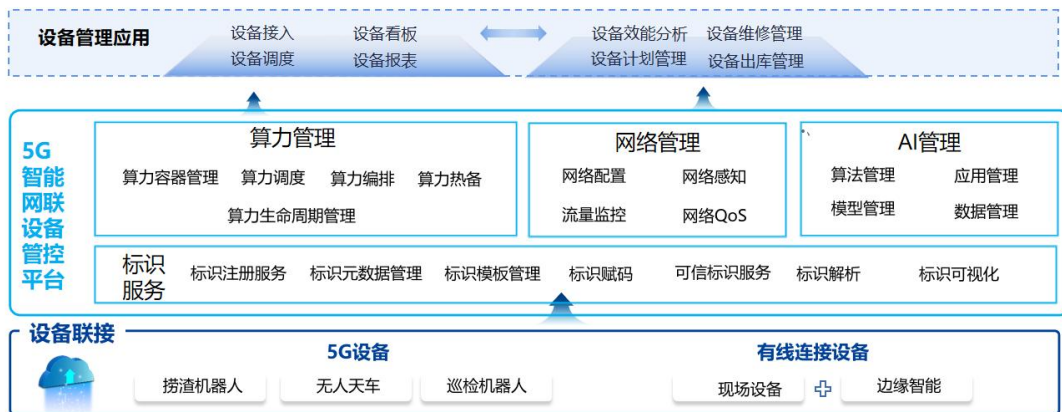 设备管理应用
设备接入 设备看板
设备调度 设备报表
设备效能分析 设备维修管理
设备计划管理 设备出库管理
5G
智能
网联
设备
管控
平台
算力管理
算力容器管理 算力调度 算力编排 算力热备
算力生命周期管理
网络管理
网络配置 网络感知
流量监控 网络QoS
AI管理
算法管理 应用管理
模型管理 数据管理
标识
服务
标识注册服务 标识元数据管理 标识模板管理 标识赋码 可信标识服务 标识解析 标识可视化
设备联接
5G设备
捞渣机器人 无人天车 巡检机器人
有线连接设备
现场设备 边缘智能